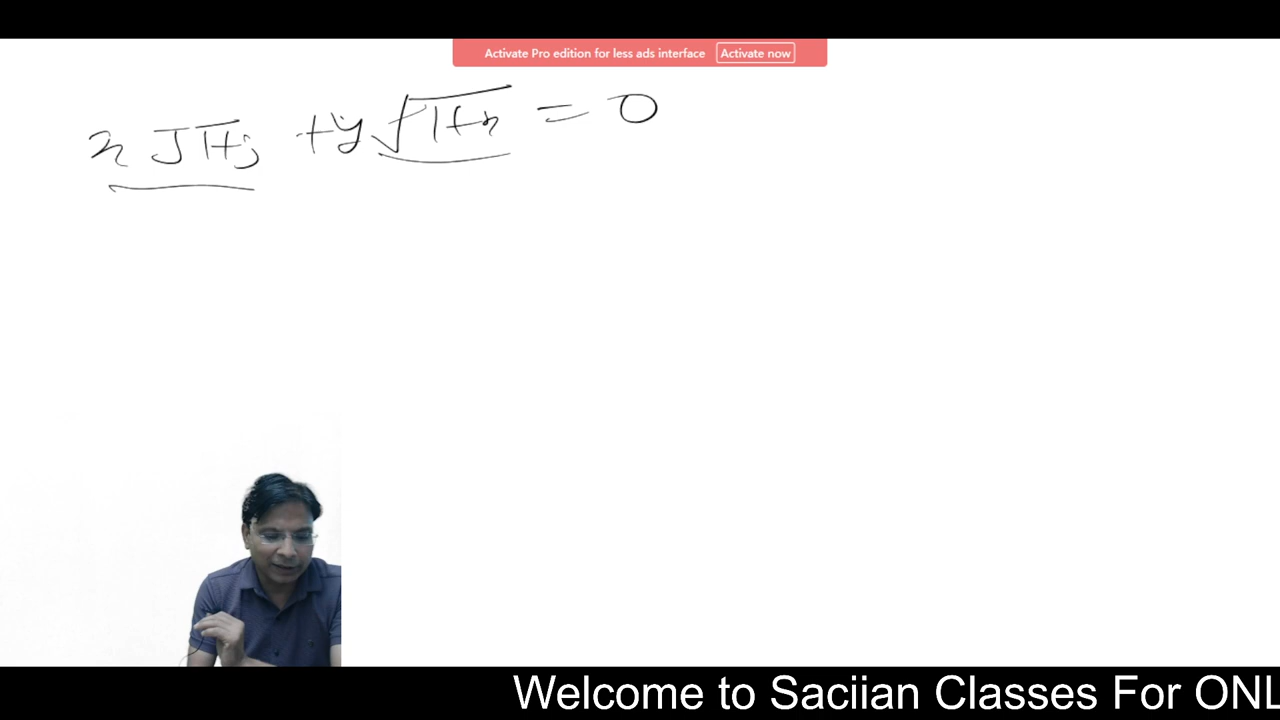 Activate Pro edition for less ads interface Activate now
x √1+y + y √1+x = 0
Welcome to Saciian Classes For ONL